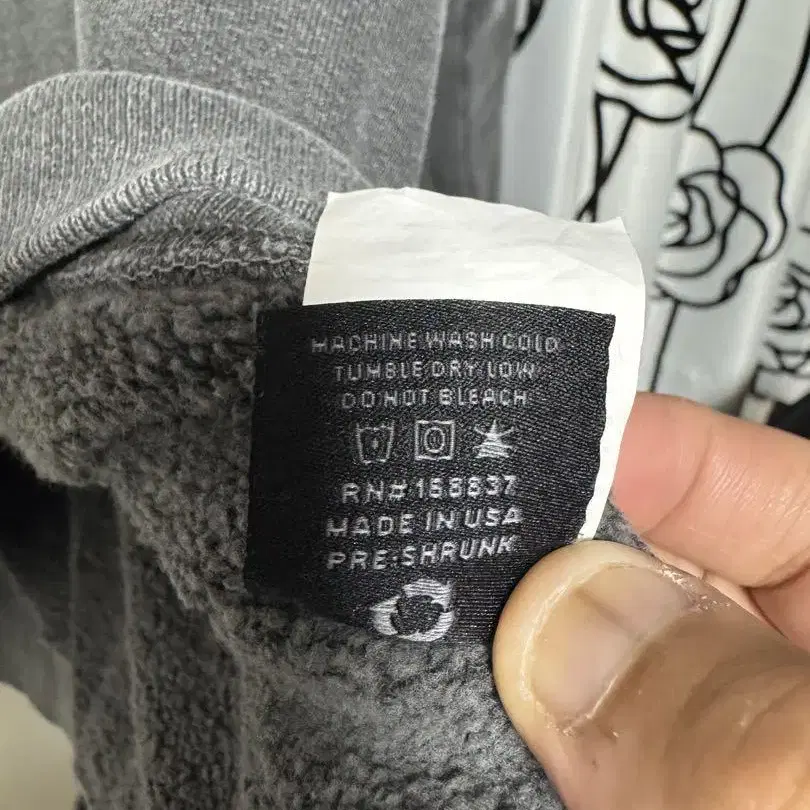 MACHINE WASH COLD
TUMBLE DRY LOW
DO NOT BLEACH
RN# 158837
MADE IN USA
PRE-SHRUNK